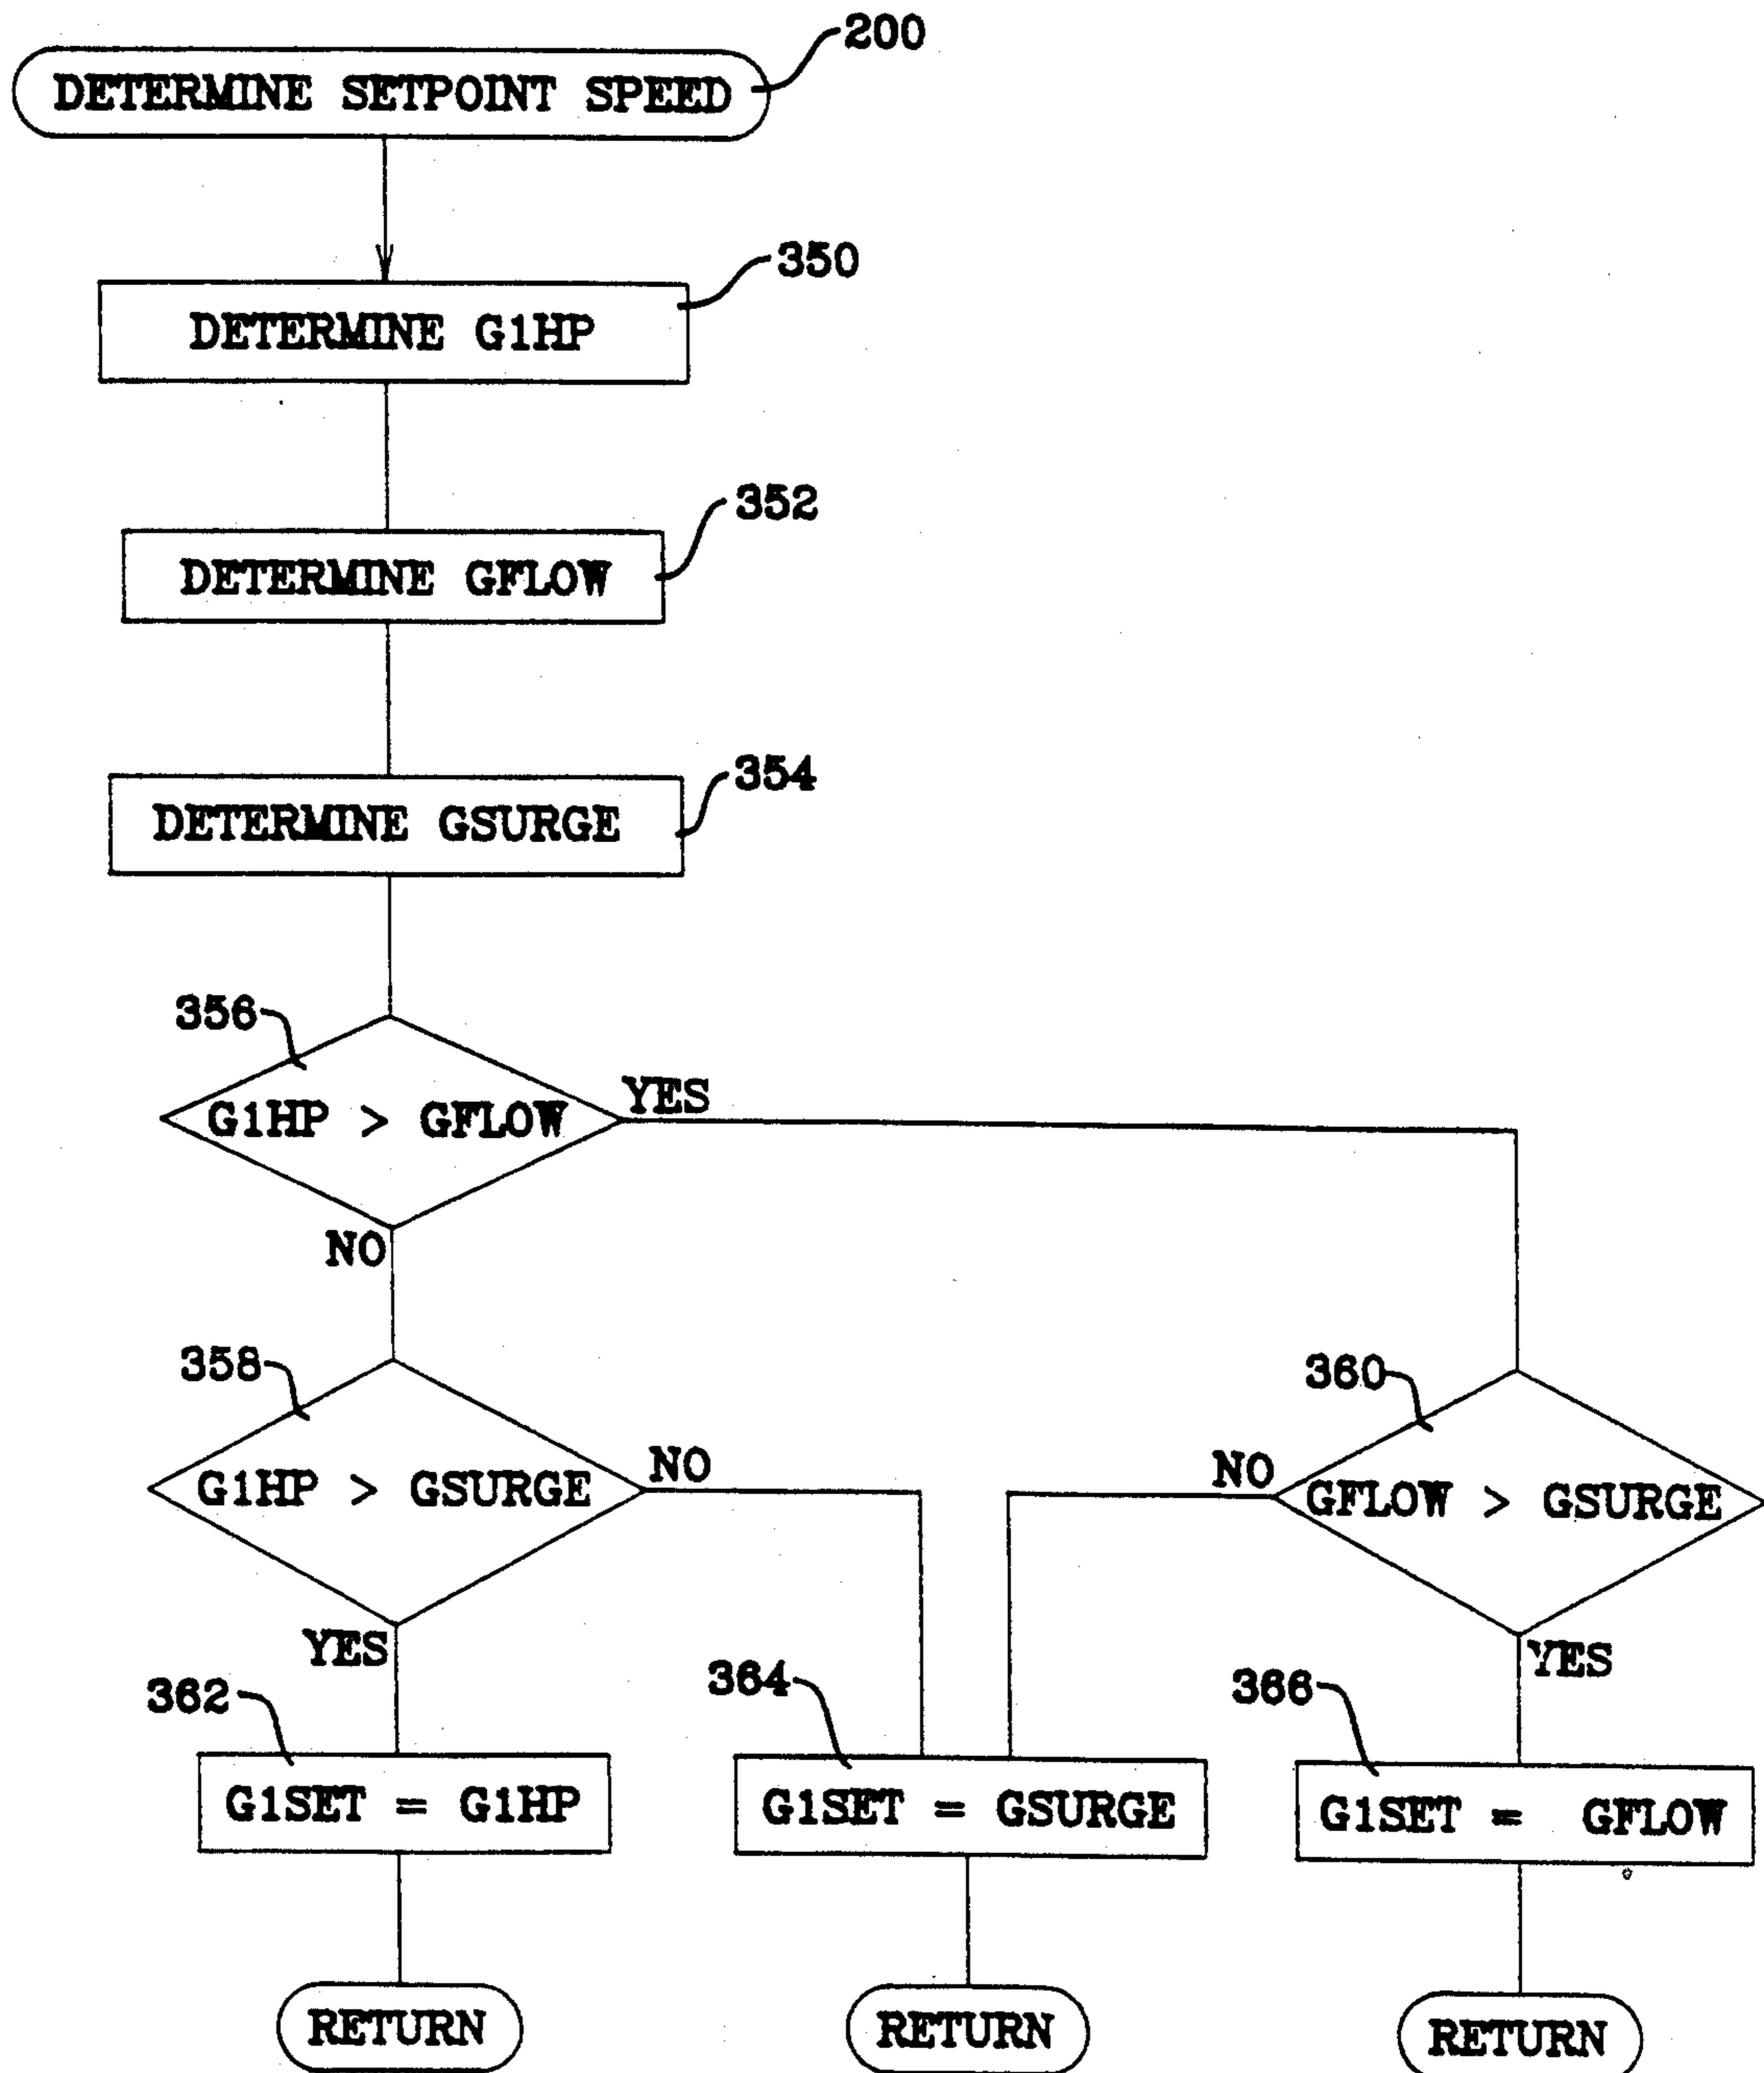 200
DETERMINE SETPOINT SPEED
350
DETERMINE G1HP
352
DETERMINE GFLOW
354
DETERMINE GSURGE
356
G1HP > GFLOW
YES
NO
358
G1HP > GSURGE
NO
YES
360
GFLOW > GSURGE
NO
YES
362
G1SET = G1HP
364
G1SET = GSURGE
366
G1SET = GFLOW
RETURN
RETURN
RETURN